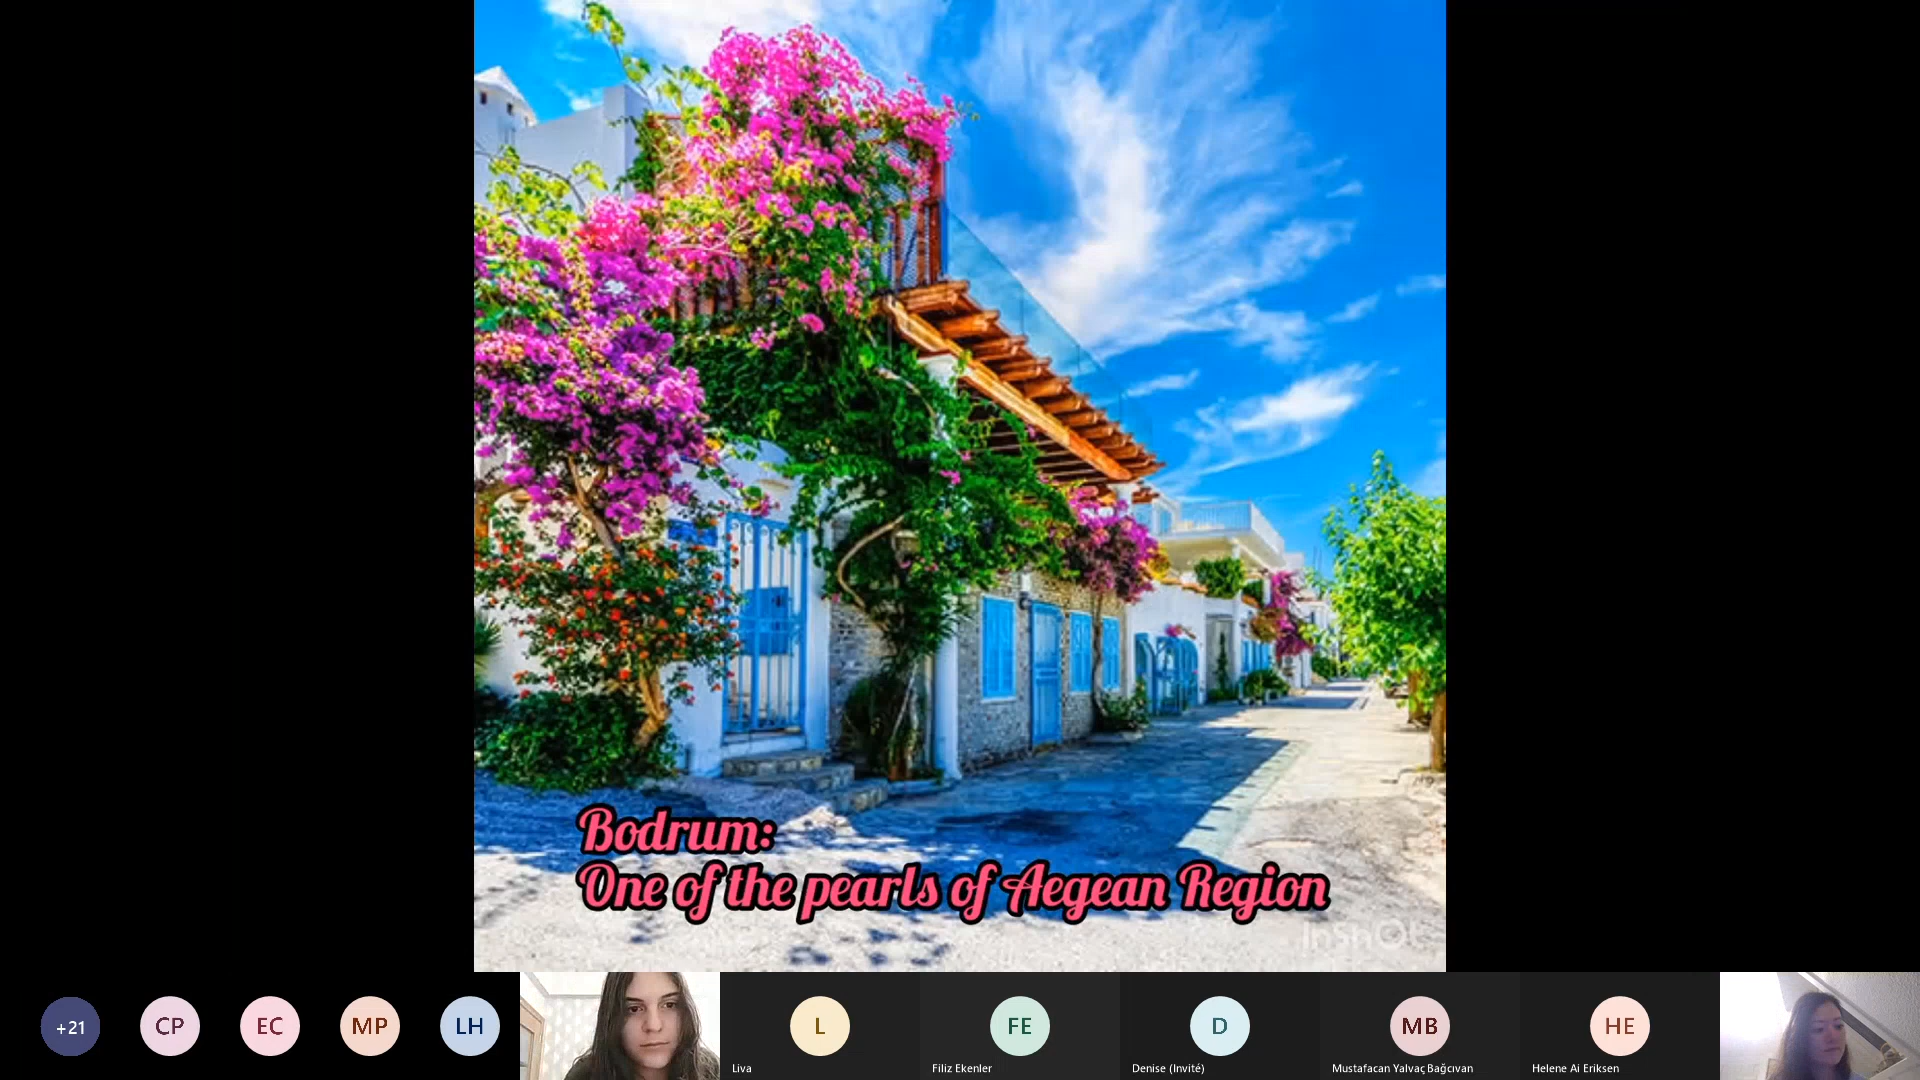 Bodrum:
One of the pearls of Aegean Region
InShOt
+21
CP
EC
MP
LH
L
FE
D
MB
HE
Liva
Filiz Ekenler
Denise (Invité)
Mustafacan Yalvaç Bağcıvan
Helene Ai Eriksen